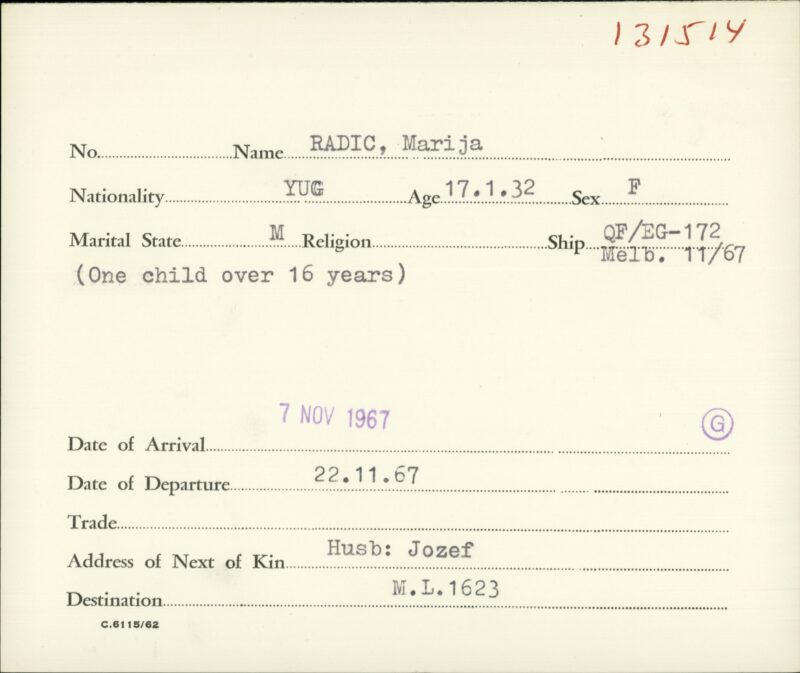 131514
No. Name RADIC, Marija
Nationality YUG Age 17.1.32 Sex F
Marital State M Religion Ship QF/EG-172
Melb. 11/67
(One child over 16 years)
7 NOV 1967
G
Date of Arrival
Date of Departure 22.11.67
Trade
Address of Next of Kin Husb: Jozef
Destination M.L.1623
C.6115/62